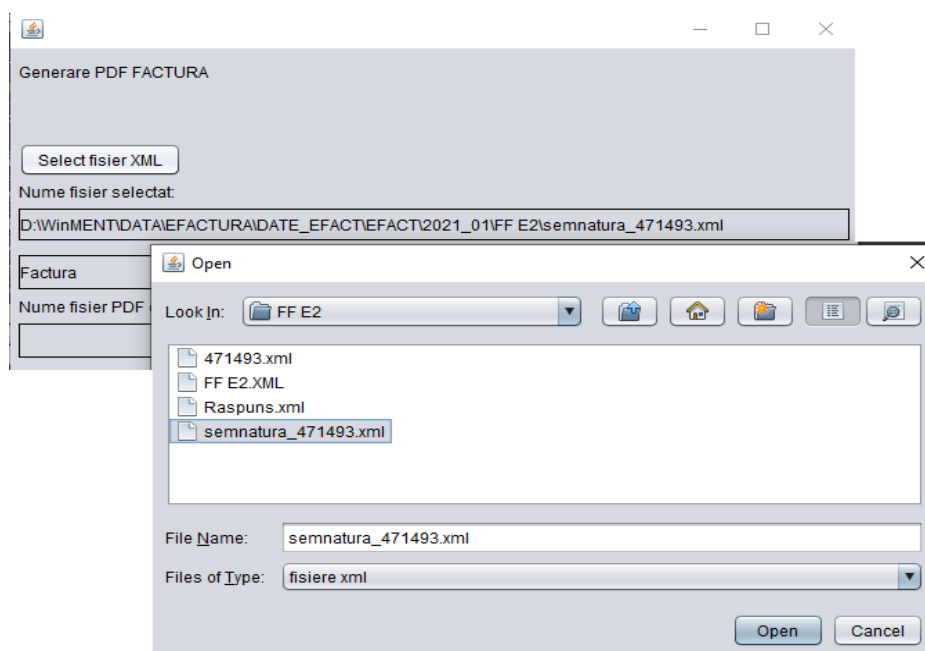 Generare PDF FACTURA
Select fisier XML
Nume fisier selectat:
D:\WinMENT\DATA\EFACTURA\DATE_EFACT\EFACT\2021_01\FF E2\semnatura_471493.xml
Factura
Nume fisier PDF
Open
Look In:
FF E2
471493.xml
FF E2.XML
Raspuns.xml
semnatura_471493.xml
File Name:
semnatura_471493.xml
Files of Type:
fisiere xml
Open
Cancel